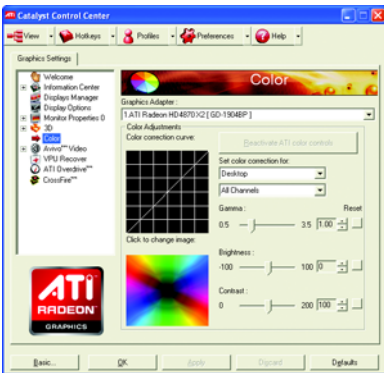 Catalyst Control Center
View Hotkeys Profiles Preferences Help
Graphics Settings
Welcome
Information Center
Displays Manager
Display Options
Monitor Properties 0
3D
Color
Avivo™ Video
VPU Recover
ATI Overdrive™
CrossFire™
ATI
RADEON
GRAPHICS
Color
Graphics Adapter :
1.ATI Radeon HD4870X2 [ GD-1904BP ]
Color Adjustments
Color correction curve:
Reactivate ATI color controls
Set color correction for:
Desktop
All Channels
Gamma : Reset
0.5 3.5 1.00
Click to change image:
Brightness :
-100 100 0
Contrast :
0 200 100
Basic... OK Apply Discard Defaults